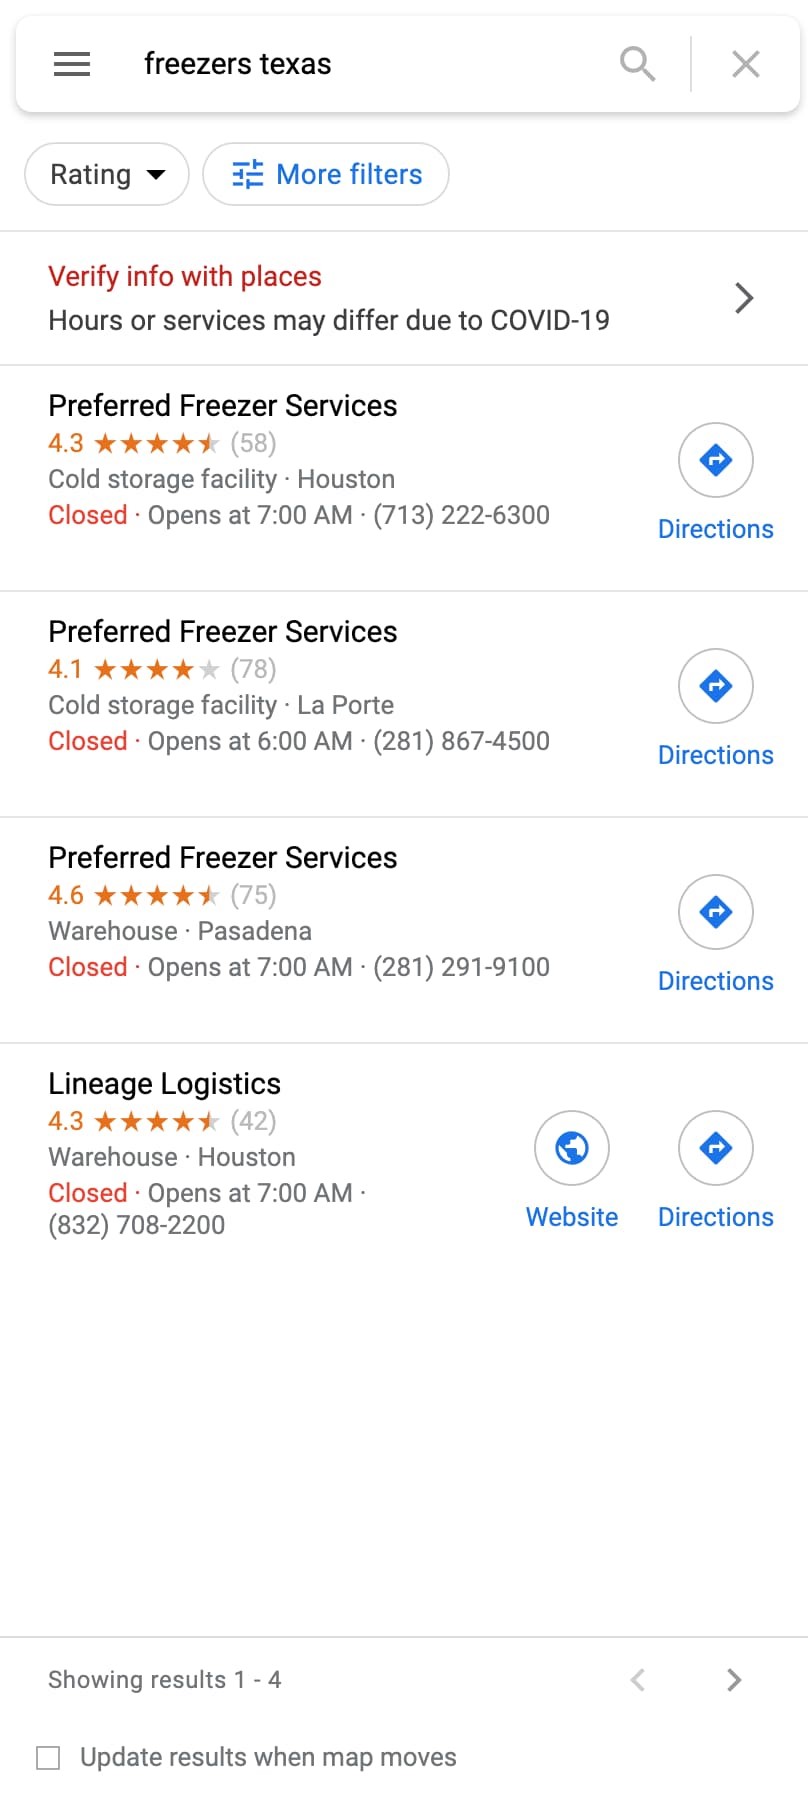 freezers texas
Rating
More filters
Verify info with places
Hours or services may differ due to COVID-19
Preferred Freezer Services
4.3 (58)
Cold storage facility · Houston
Closed · Opens at 7:00 AM · (713) 222-6300
Directions
Preferred Freezer Services
4.1 (78)
Cold storage facility · La Porte
Closed · Opens at 6:00 AM · (281) 867-4500
Directions
Preferred Freezer Services
4.6 (75)
Warehouse · Pasadena
Closed · Opens at 7:00 AM · (281) 291-9100
Directions
Lineage Logistics
4.3 (42)
Warehouse · Houston
Closed · Opens at 7:00 AM ·
(832) 708-2200
Website
Directions
Showing results 1 - 4
Update results when map moves